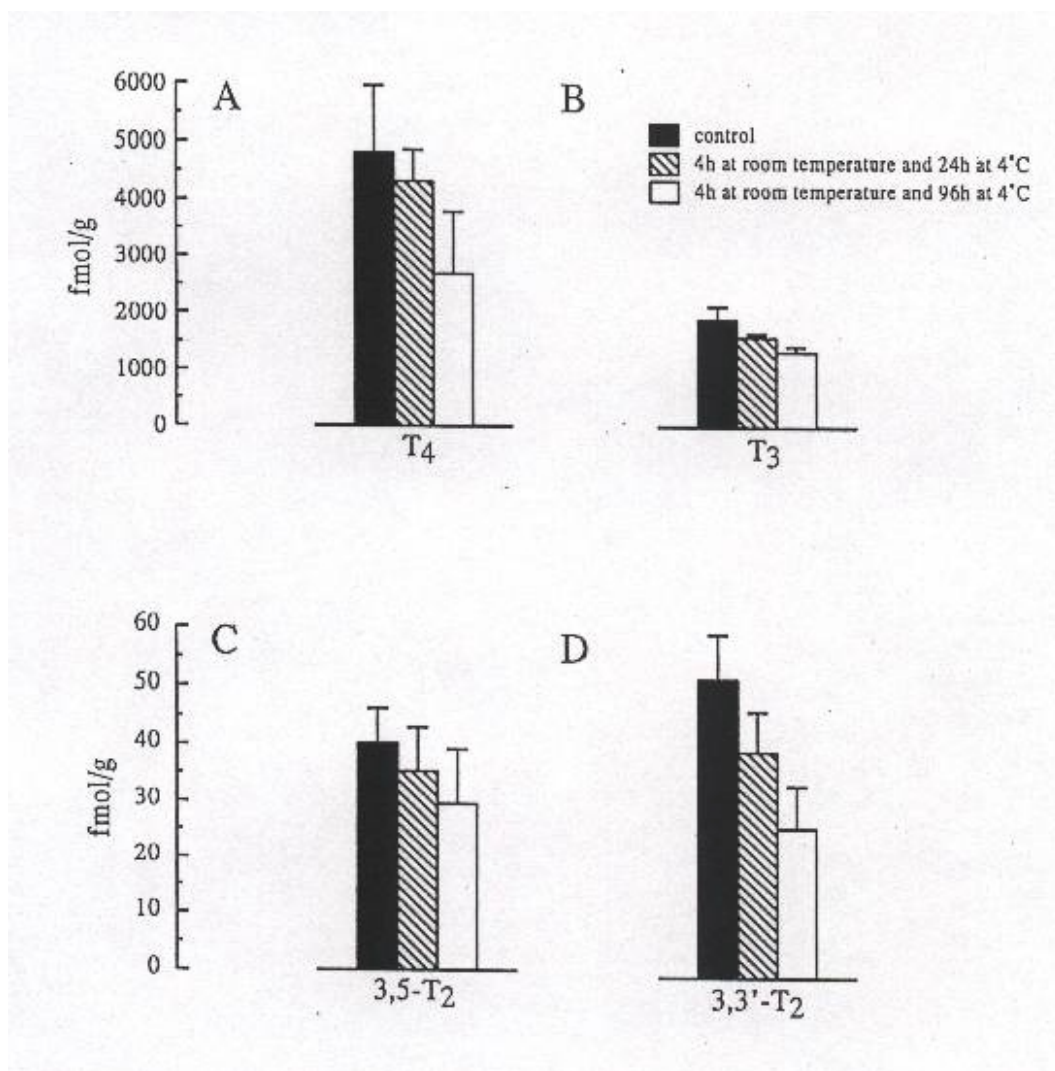 A
B
6000
5000
4000
3000
2000
1000
0
fmol/g
control
4h at room temperature and 24h at 4°C
4h at room temperature and 96h at 4°C
T4
T3
C
D
60
50
40
30
20
10
0
fmol/g
3,5-T2
3,3'-T2